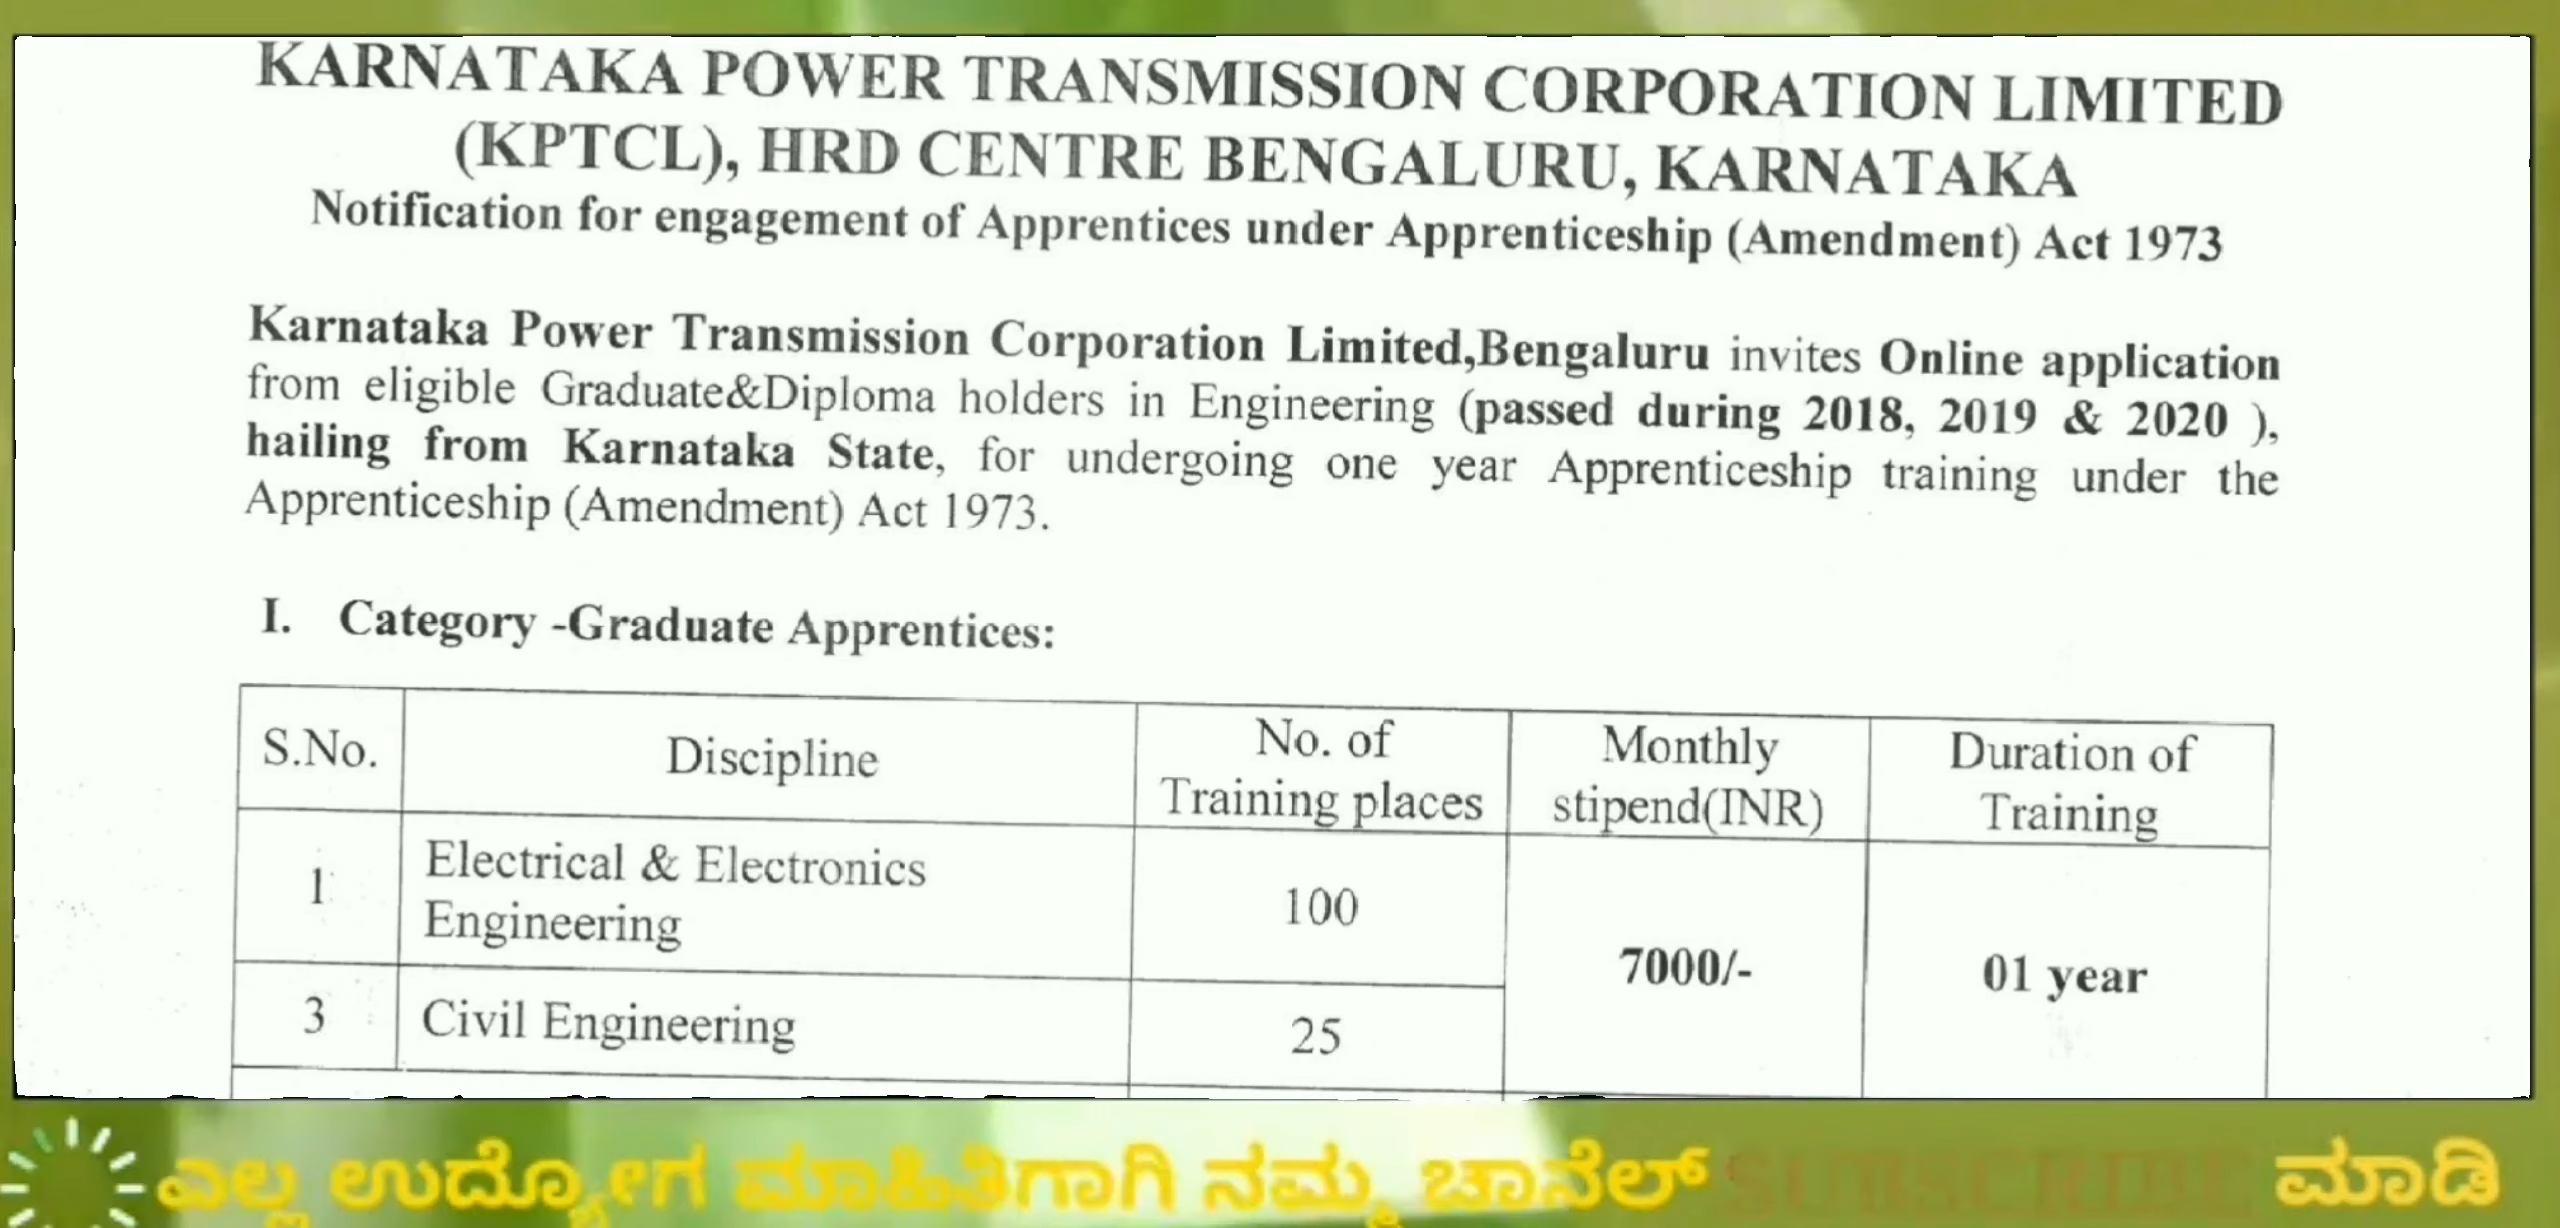 KARNATAKA POWER TRANSMISSION CORPORATION LIMITED
(KPTCL), HRD CENTRE BENGALURU, KARNATAKA
Notification for engagement of Apprentices under Apprenticeship (Amendment) Act 1973
Karnataka Power Transmission Corporation Limited,Bengaluru invites Online application
from eligible Graduate&Diploma holders in Engineering (passed during 2018, 2019 & 2020 ),
hailing from Karnataka State, for undergoing one year Apprenticeship training under the
Apprenticeship (Amendment) Act 1973.
I. Category -Graduate Apprentices:
S.No.
Discipline
No. of
Training places
Monthly
stipend(INR)
Duration of
Training
1
Electrical & Electronics
Engineering
100
7000/-
01 year
3
Civil Engineering
25
ಎಲ್ಲ ಉದ್ಯೋಗ ಮಾಹಿತಿಗಾಗಿ ನಮ್ಮ ಚಾನೆಲ್ SUBSCRIBE ಮಾಡಿ